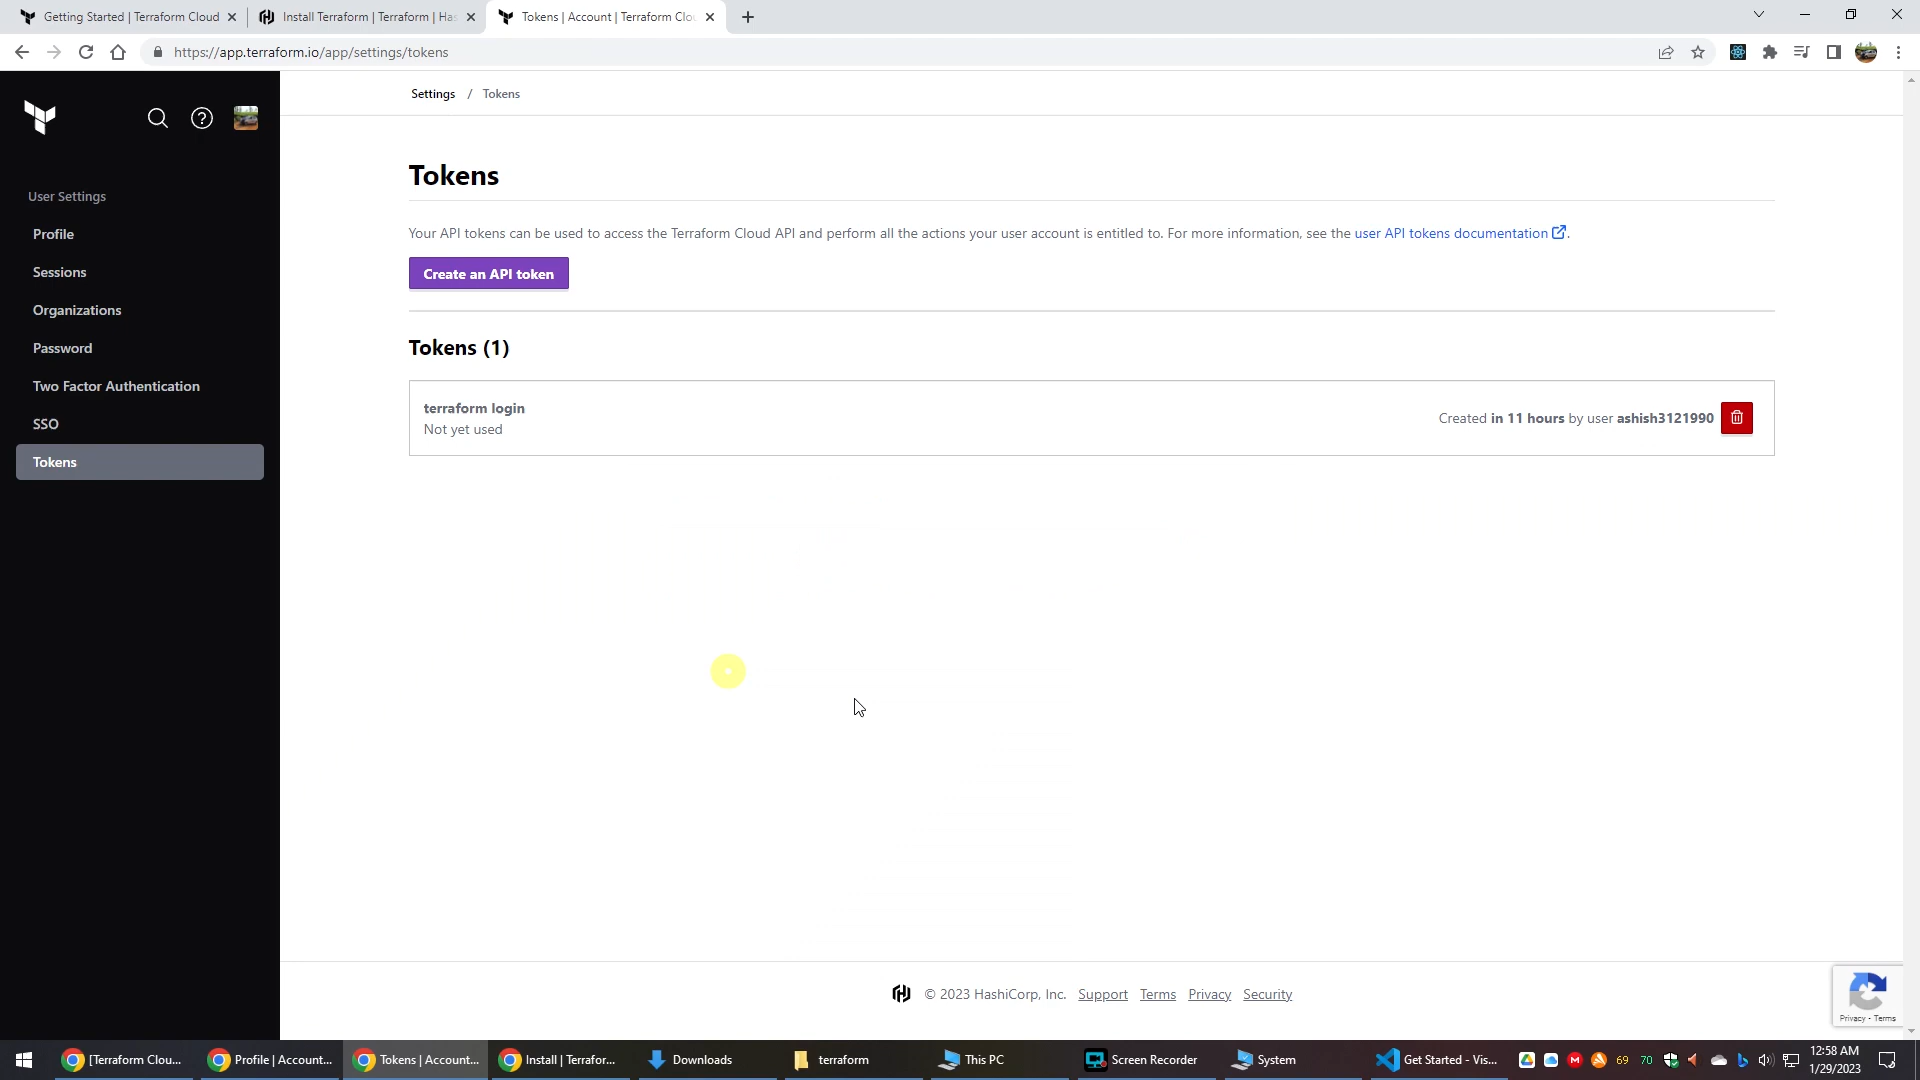 Getting Started | Terraform Cloud
Install Terraform | Terraform | Has
Tokens | Account | Terraform Clou
https://app.terraform.io/app/settings/tokens
Settings / Tokens
User Settings
Profile
Sessions
Organizations
Password
Two Factor Authentication
SSO
Tokens
Tokens
Your API tokens can be used to access the Terraform Cloud API and perform all the actions your user account is entitled to. For more information, see the user API tokens documentation.
Create an API token
Tokens (1)
terraform login
Not yet used
Created in 11 hours by user ashish3121990
© 2023 HashiCorp, Inc. Support Terms Privacy Security
Privacy - Terms
[Terraform Clou...
Profile | Account...
Tokens | Account...
Install | Terrafor...
Downloads
terraform
This PC
Screen Recorder
System
Get Started - Vis...
69
70
12:58 AM
1/29/2023